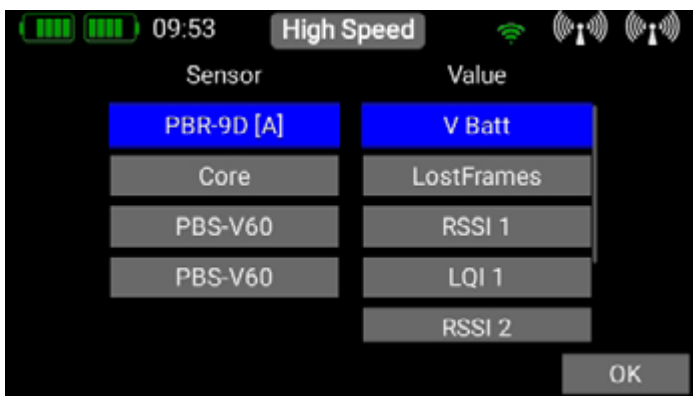 09:53 High Speed
Sensor Value
PBR-9D [A] V Batt
Core LostFrames
PBS-V60 RSSI 1
PBS-V60 LQI 1
RSSI 2
OK